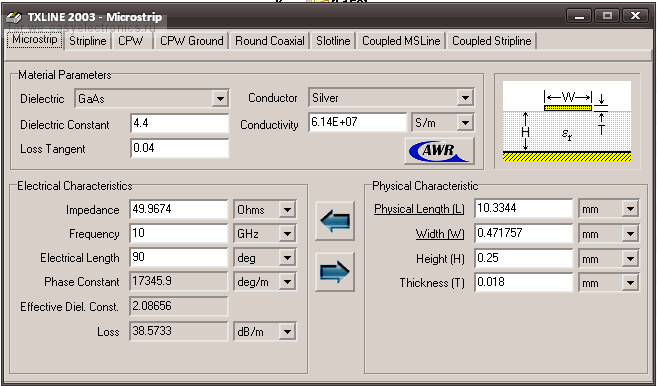 TXLINE 2003 - Microstrip
Microstrip Stripline CPW CPW Ground Round Coaxial Slotline Coupled MSLine Coupled Stripline
Material Parameters
Dielectric GaAs Conductor Silver
Dielectric Constant 4.4 Conductivity 6.14E+07 S/m
Loss Tangent 0.04 AWR
W
H εr T
Electrical Characteristics
Impedance 49.9674 Ohms
Frequency 10 GHz
Electrical Length 90 deg
Phase Constant 17345.9 deg/m
Effective Diel. Const. 2.08656
Loss 38.5733 dB/m
Physical Characteristic
Physical Length (L) 10.3344 mm
Width (W) 0.471757 mm
Height (H) 0.25 mm
Thickness (T) 0.018 mm